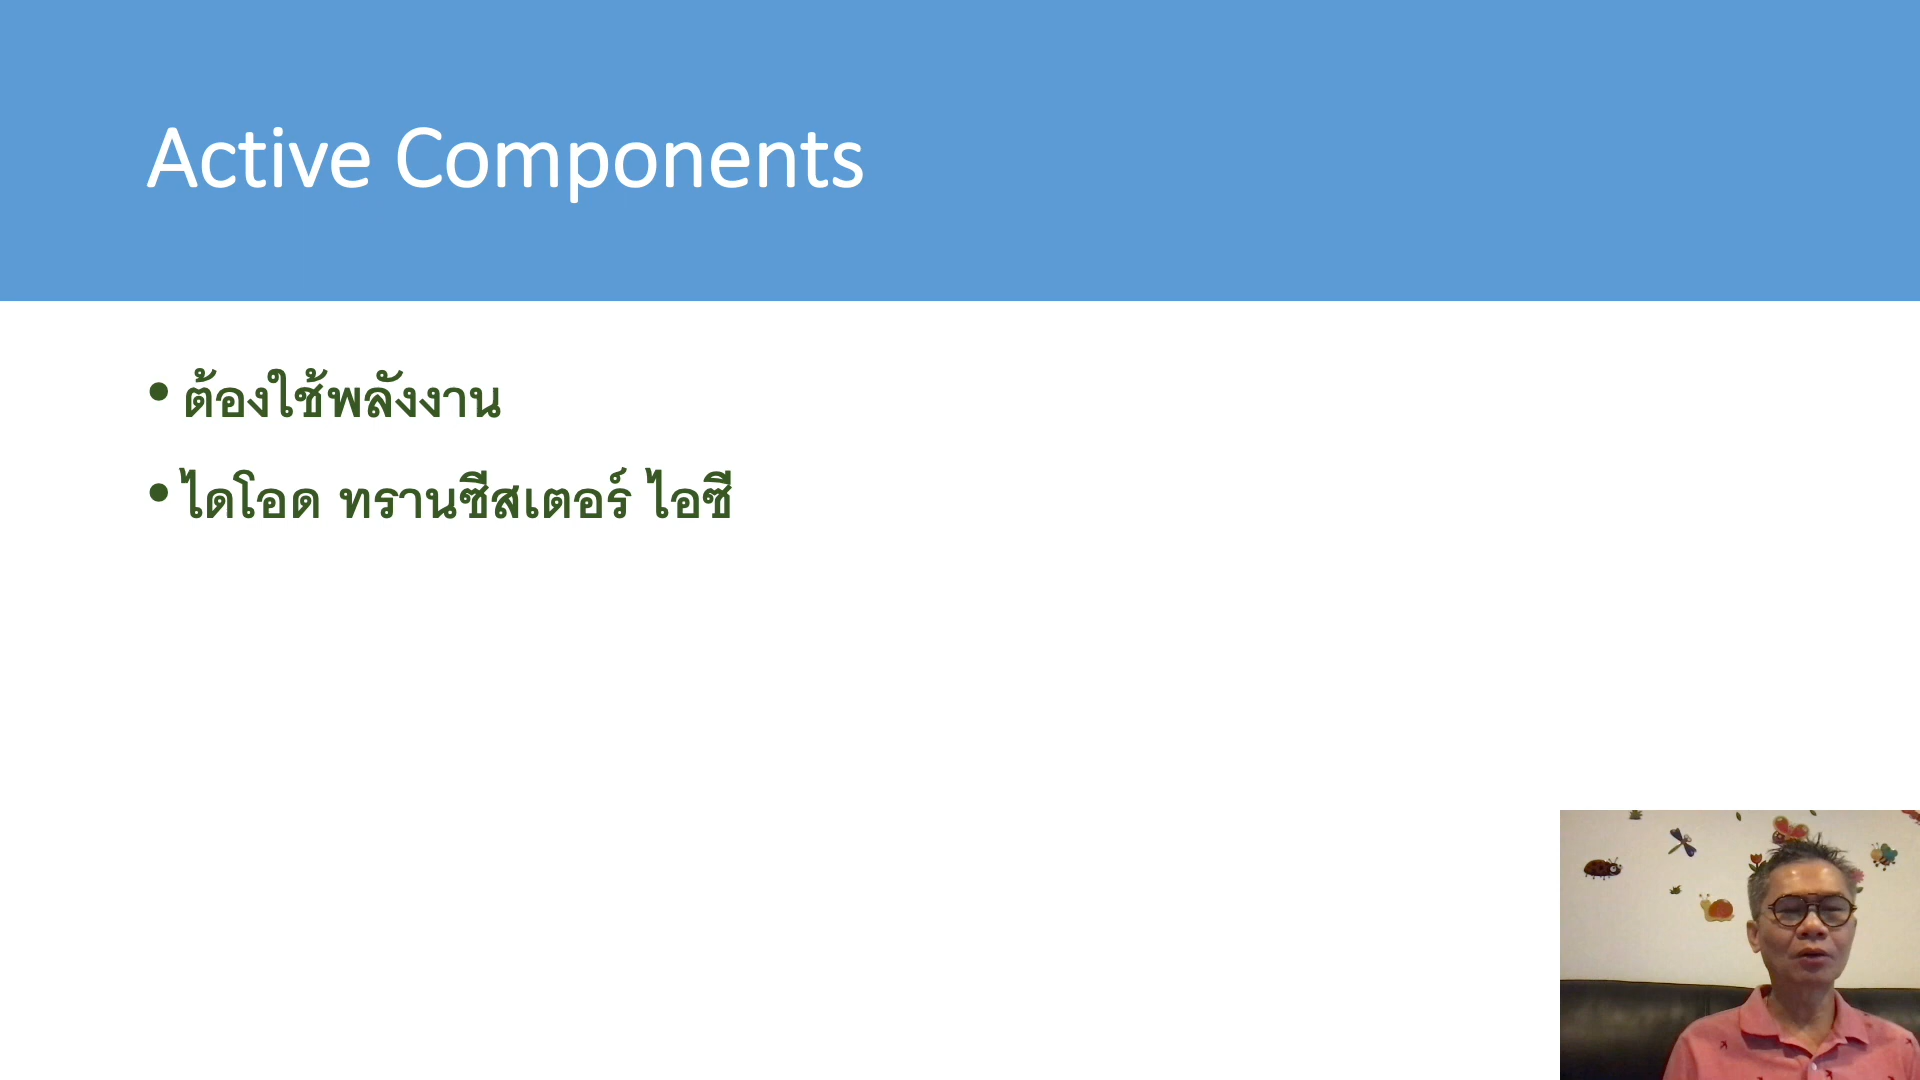 Active Components
• ต้องใช้พลังงาน
• ไดโอด ทรานซีสเตอร์ ไอซี